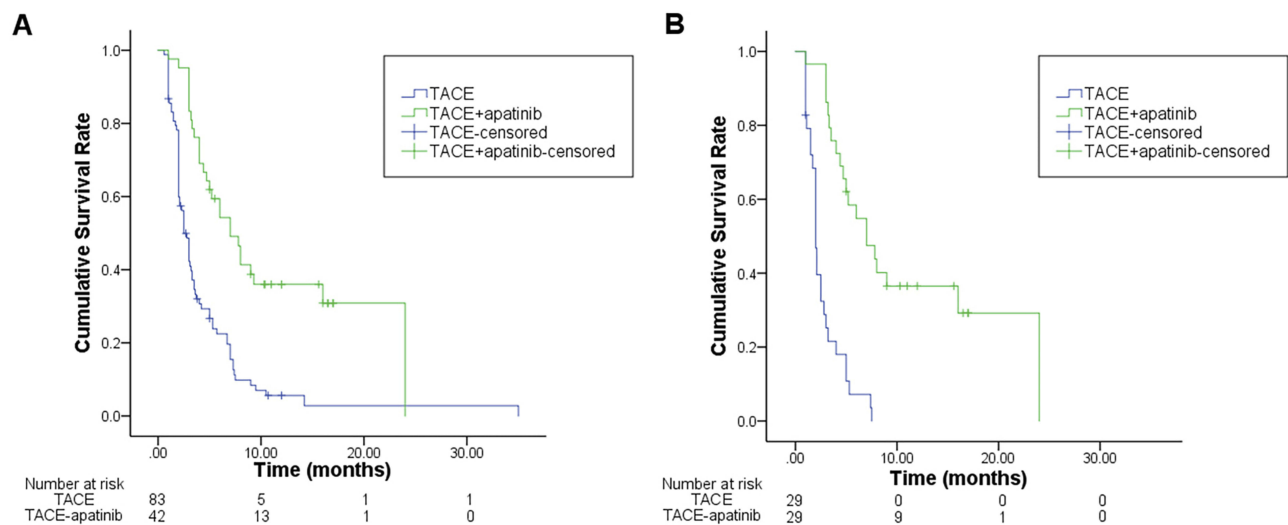 A
Cumulative Survival Rate
1.0
0.8
0.6
0.4
0.2
0.0
.00 10.00 20.00 30.00
Time (months)
TACE
TACE+apatinib
TACE-censored
TACE+apatinib-censored
Number at risk
TACE 83 5 1 1
TACE-apatinib 42 13 1 0
B
Cumulative Survival Rate
1.0
0.8
0.6
0.4
0.2
0.0
.00 10.00 20.00 30.00
Time (months)
TACE
TACE+apatinib
TACE-censored
TACE+apatinib-censored
Number at risk
TACE 29 0 0 0
TACE-apatinib 29 9 1 0